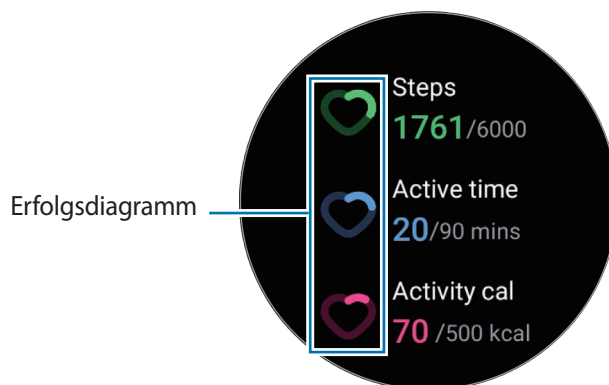 Steps
1761/6000
Erfolgsdiagramm
Active time
20/90 mins
Activity cal
70 /500 kcal